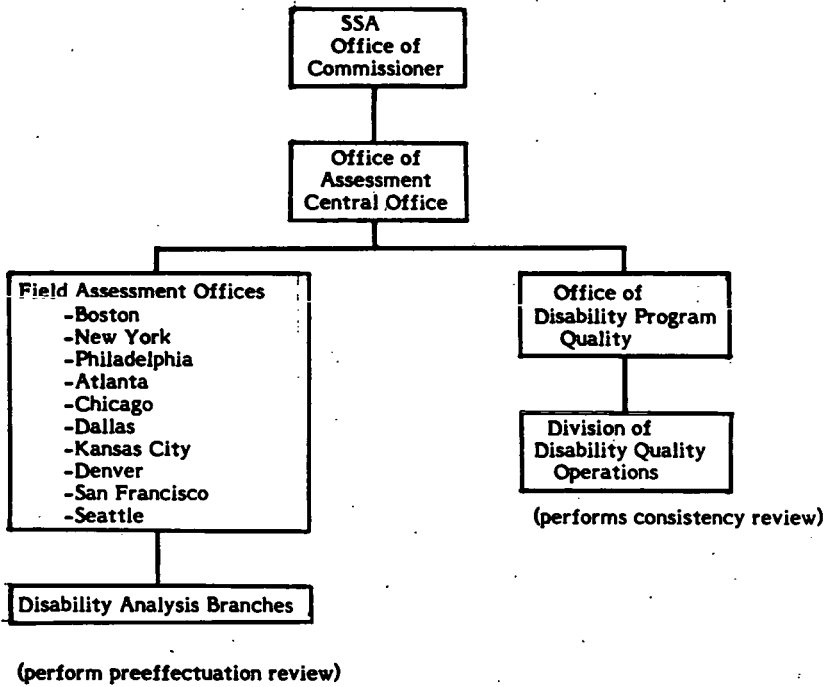 SSA
Office of
Commissioner
Office of
Assessment
Central Office
Field Assessment Offices
-Boston
-New York
-Philadelphia
-Atlanta
-Chicago
-Dallas
-Kansas City
-Denver
-San Francisco
-Seattle
Disability Analysis Branches
(perform preeffectuation review)
Office of
Disability Program
Quality
Division of
Disability Quality
Operations
(performs consistency review)